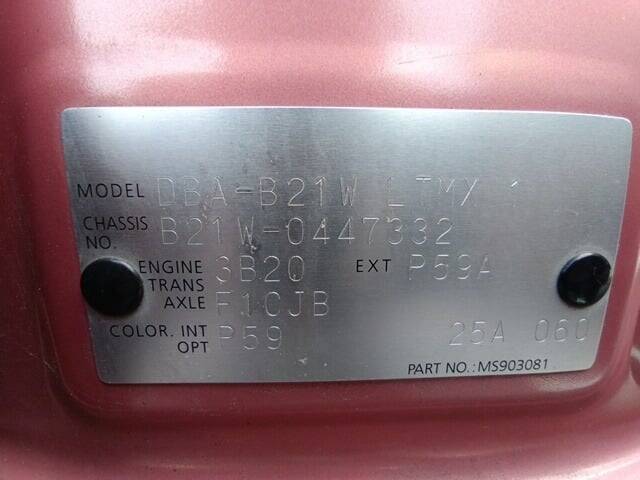 MODEL DBA-B21W LTMX 1
CHASSIS NO. B21W-0447332
ENGINE 3B20 EXT P59A
TRANS AXLE F1CJB
COLOR. INT P59
OPT 25A 060
PART NO.: MS903081